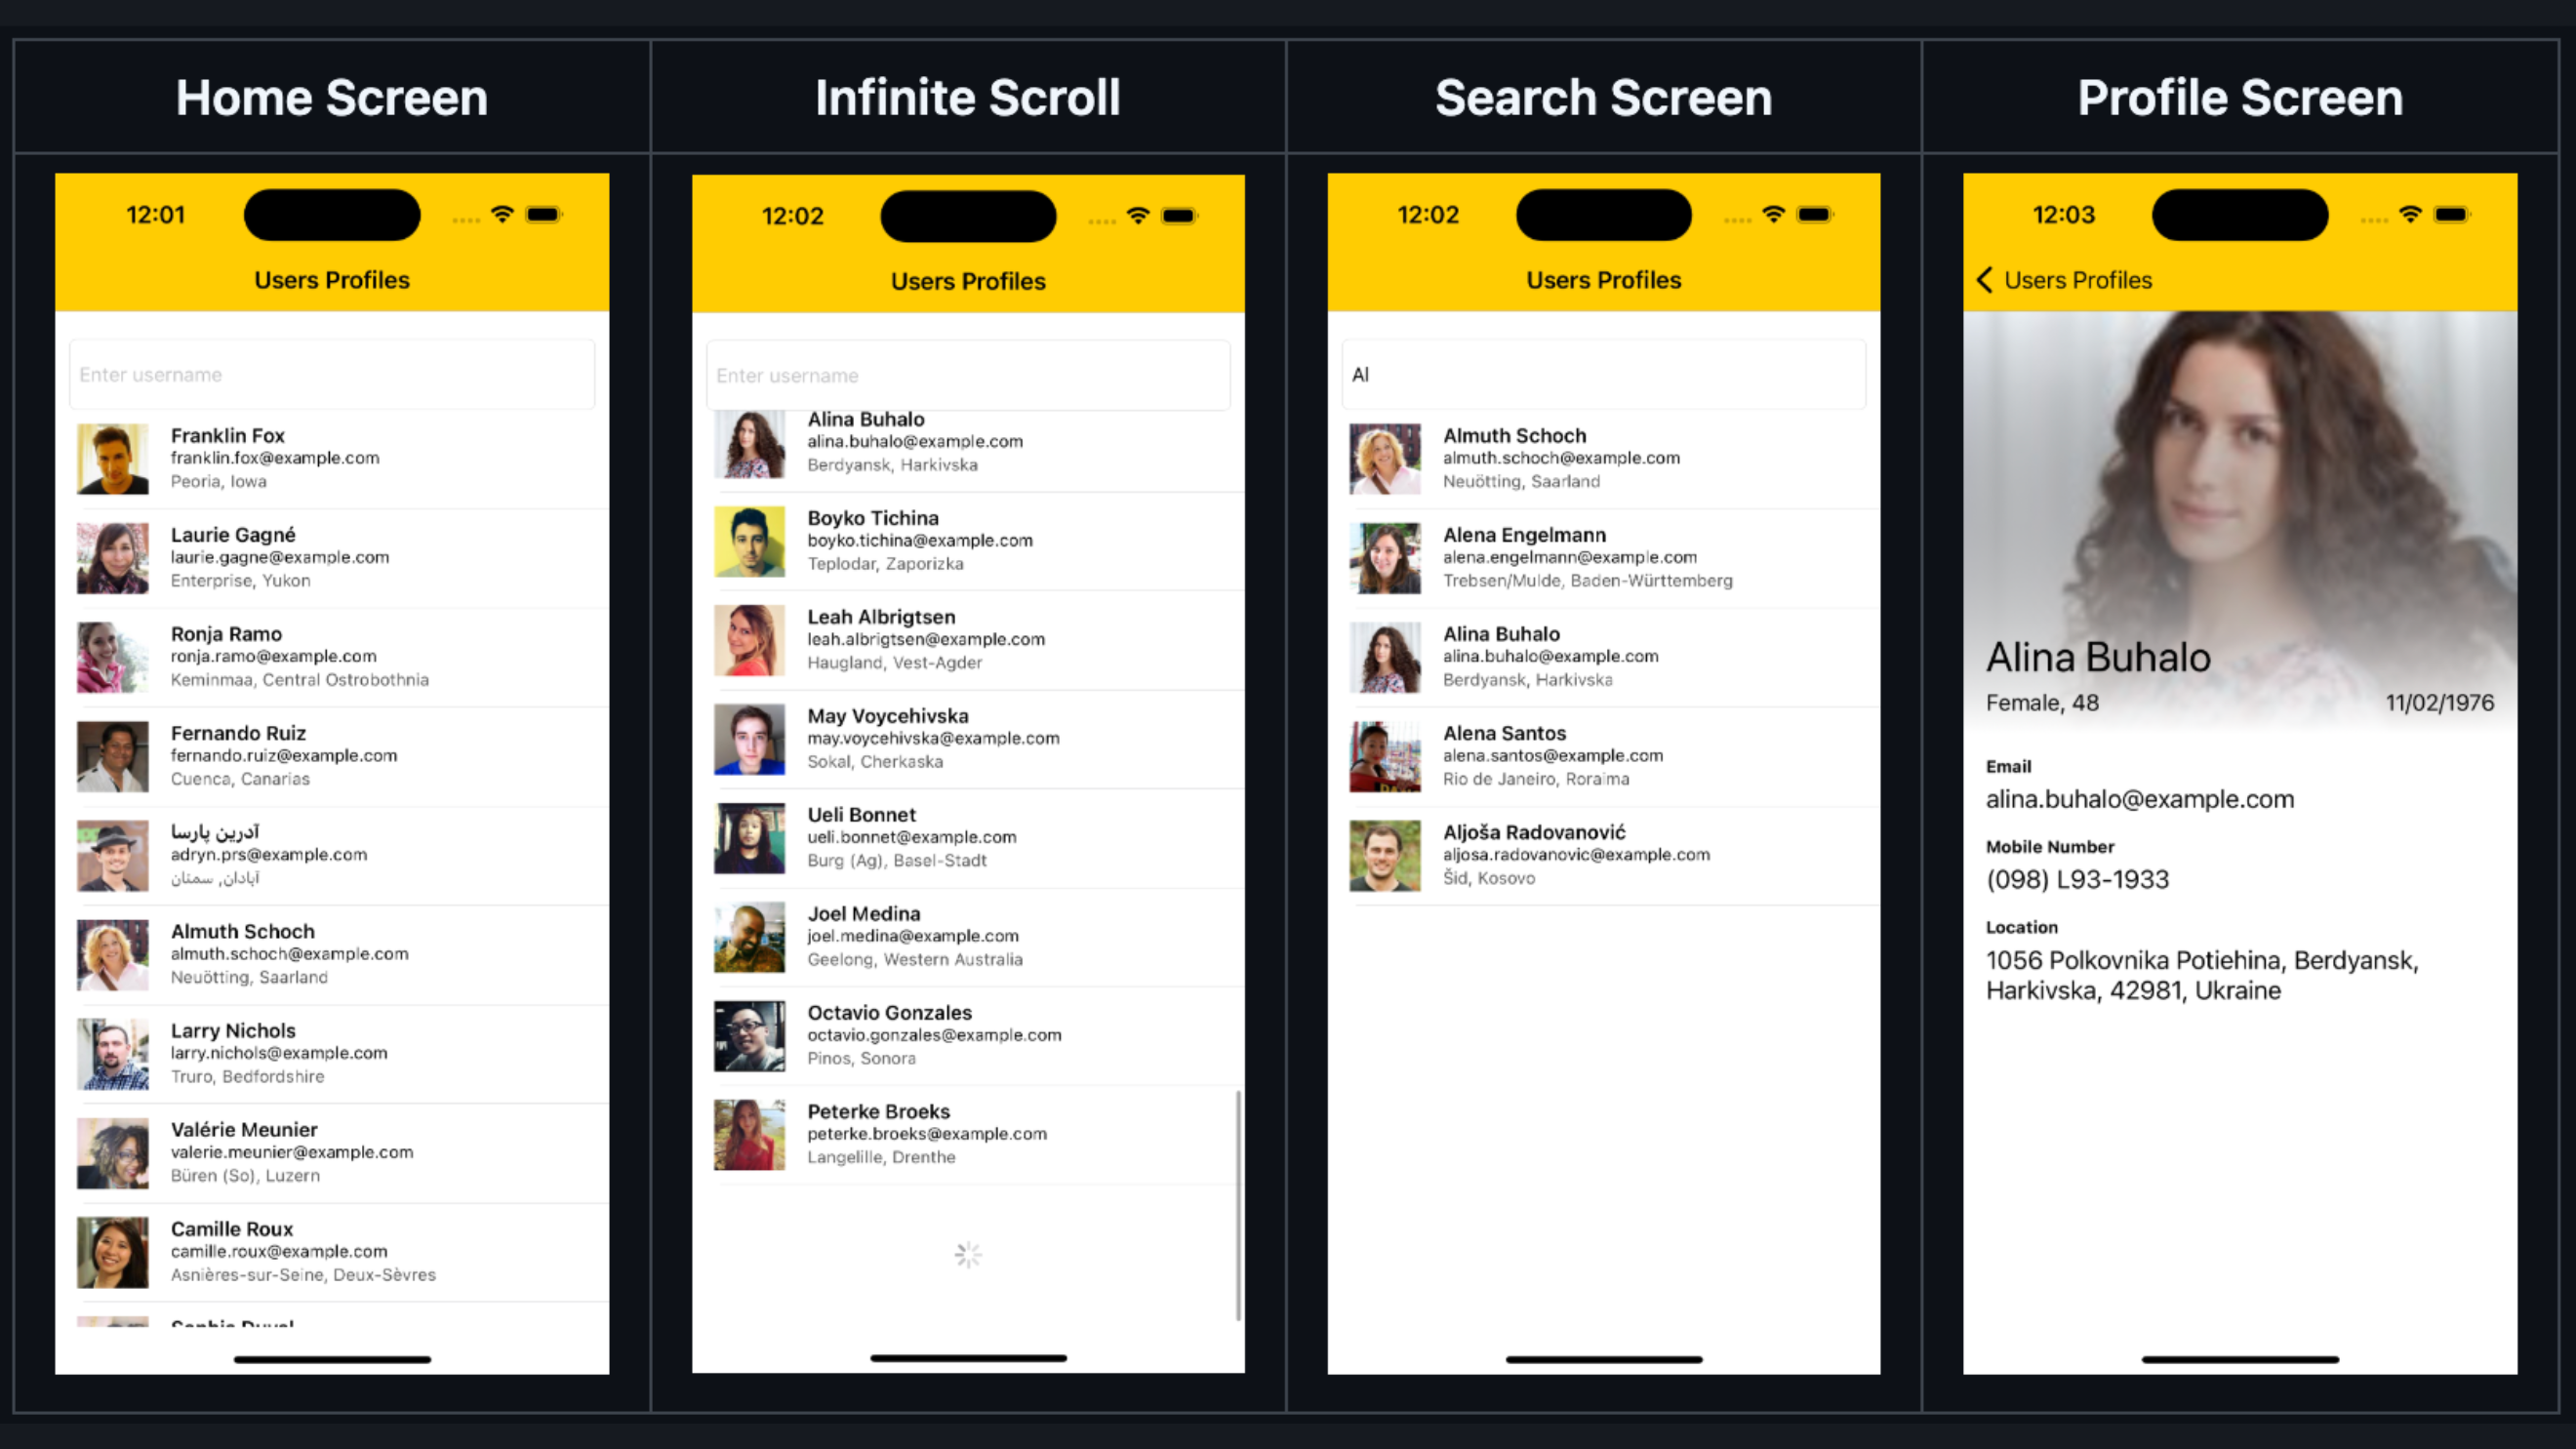 Home Screen
Infinite Scroll
Search Screen
Profile Screen
12:01
Users Profiles
Enter username
Franklin Fox
franklin.fox@example.com
Peoria, Iowa
Laurie Gagné
laurie.gagne@example.com
Enterprise, Yukon
Ronja Ramo
ronja.ramo@example.com
Keminmaa, Central Ostrobothnia
Fernando Ruiz
fernando.ruiz@example.com
Cuenca, Canarias
آدرین پارسا
adryn.prs@example.com
آبادان, سمنان
Almuth Schoch
almuth.schoch@example.com
Neuötting, Saarland
Larry Nichols
larry.nichols@example.com
Truro, Bedfordshire
Valérie Meunier
valerie.meunier@example.com
Büren (So), Luzern
Camille Roux
camille.roux@example.com
Asnières-sur-Seine, Deux-Sèvres
12:02
Users Profiles
Enter username
Alina Buhalo
alina.buhalo@example.com
Berdyansk, Harkivska
Boyko Tichina
boyko.tichina@example.com
Teplodar, Zaporizka
Leah Albrigtsen
leah.albrigtsen@example.com
Haugland, Vest-Agder
May Voycehivska
may.voycehivska@example.com
Sokal, Cherkaska
Ueli Bonnet
ueli.bonnet@example.com
Burg (Ag), Basel-Stadt
Joel Medina
joel.medina@example.com
Geelong, Western Australia
Octavio Gonzales
octavio.gonzales@example.com
Pinos, Sonora
Peterke Broeks
peterke.broeks@example.com
Langelille, Drenthe
12:02
Users Profiles
Al
Almuth Schoch
almuth.schoch@example.com
Neuötting, Saarland
Alena Engelmann
alena.engelmann@example.com
Trebsen/Mulde, Baden-Württemberg
Alina Buhalo
alina.buhalo@example.com
Berdyansk, Harkivska
Alena Santos
alena.santos@example.com
Rio de Janeiro, Roraima
Aljoša Radovanović
aljosa.radovanovic@example.com
Šid, Kosovo
12:03
Users Profiles
Alina Buhalo
Female, 48
11/02/1976
Email
alina.buhalo@example.com
Mobile Number
(098) L93-1933
Location
1056 Polkovnika Potiehina, Berdyansk,
Harkivska, 42981, Ukraine